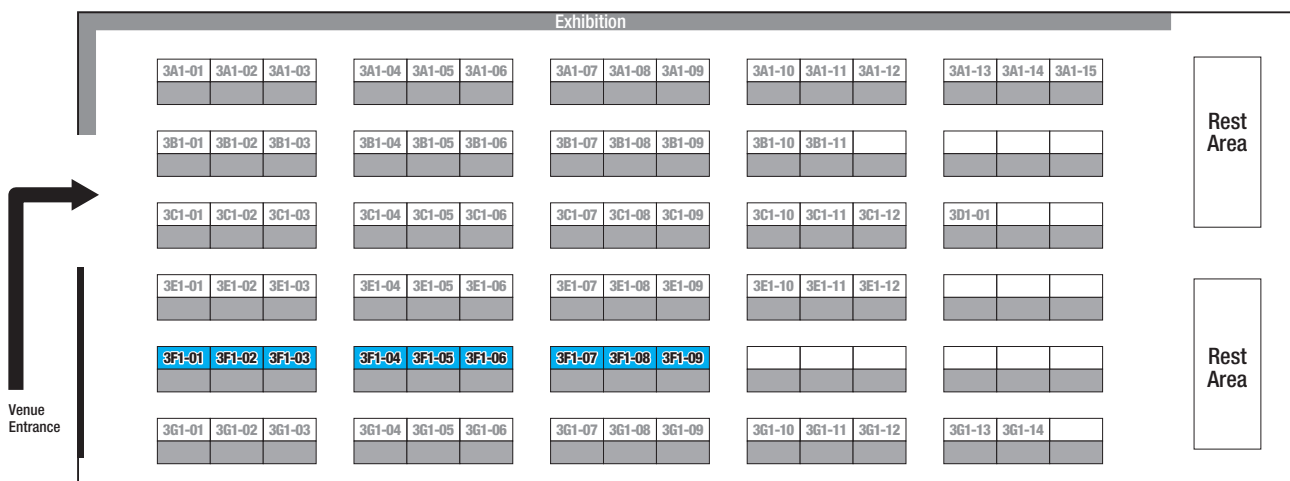 Exhibition
3A1-01 3A1-02 3A1-03 3A1-04 3A1-05 3A1-06 3A1-07 3A1-08 3A1-09 3A1-10 3A1-11 3A1-12 3A1-13 3A1-14 3A1-15
Rest
Area
3B1-01 3B1-02 3B1-03 3B1-04 3B1-05 3B1-06 3B1-07 3B1-08 3B1-09 3B1-10 3B1-11
3C1-01 3C1-02 3C1-03 3C1-04 3C1-05 3C1-06 3C1-07 3C1-08 3C1-09 3C1-10 3C1-11 3C1-12 3D1-01
3E1-01 3E1-02 3E1-03 3E1-04 3E1-05 3E1-06 3E1-07 3E1-08 3E1-09 3E1-10 3E1-11 3E1-12
3F1-01 3F1-02 3F1-03 3F1-04 3F1-05 3F1-06 3F1-07 3F1-08 3F1-09
Rest
Area
Venue
Entrance
3G1-01 3G1-02 3G1-03 3G1-04 3G1-05 3G1-06 3G1-07 3G1-08 3G1-09 3G1-10 3G1-11 3G1-12 3G1-13 3G1-14